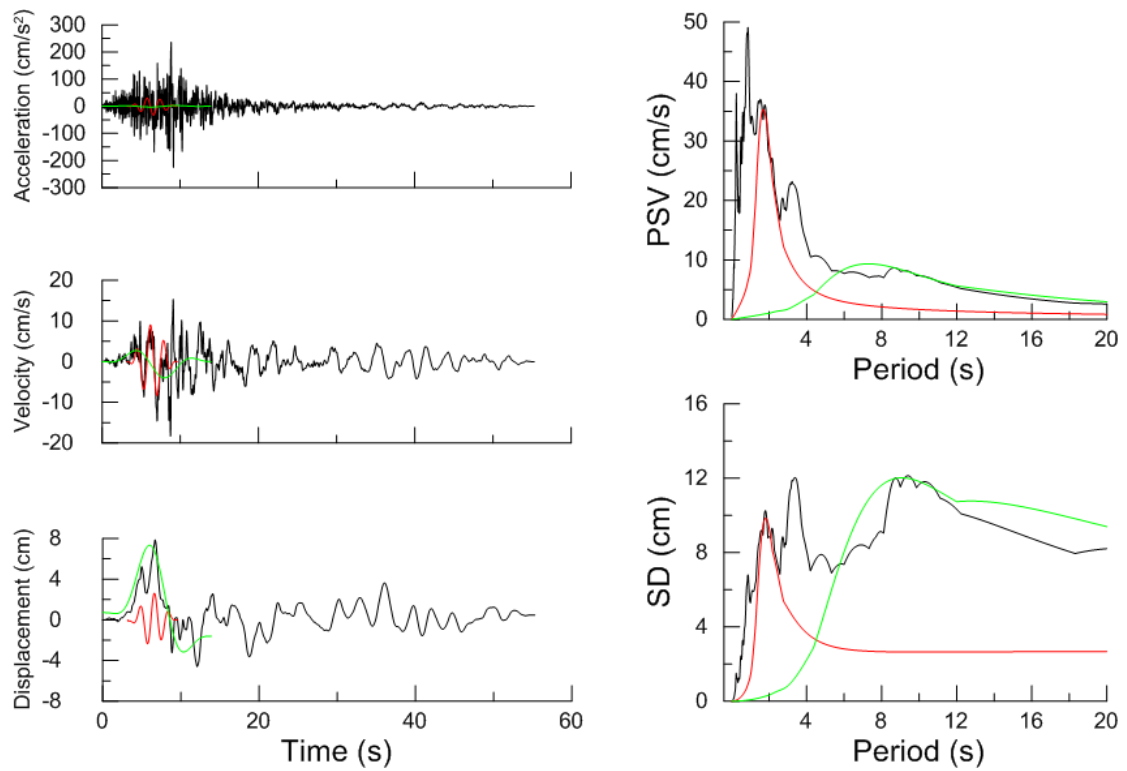 Acceleration (cm/s²)
300
200
100
0
-100
-200
-300
Velocity (cm/s)
20
10
0
-10
-20
Displacement (cm)
8
4
0
-4
-8
0 20 40 60
Time (s)
PSV (cm/s)
50
40
30
20
10
0
4 8 12 16 20
Period (s)
SD (cm)
16
12
8
4
0
4 8 12 16 20
Period (s)